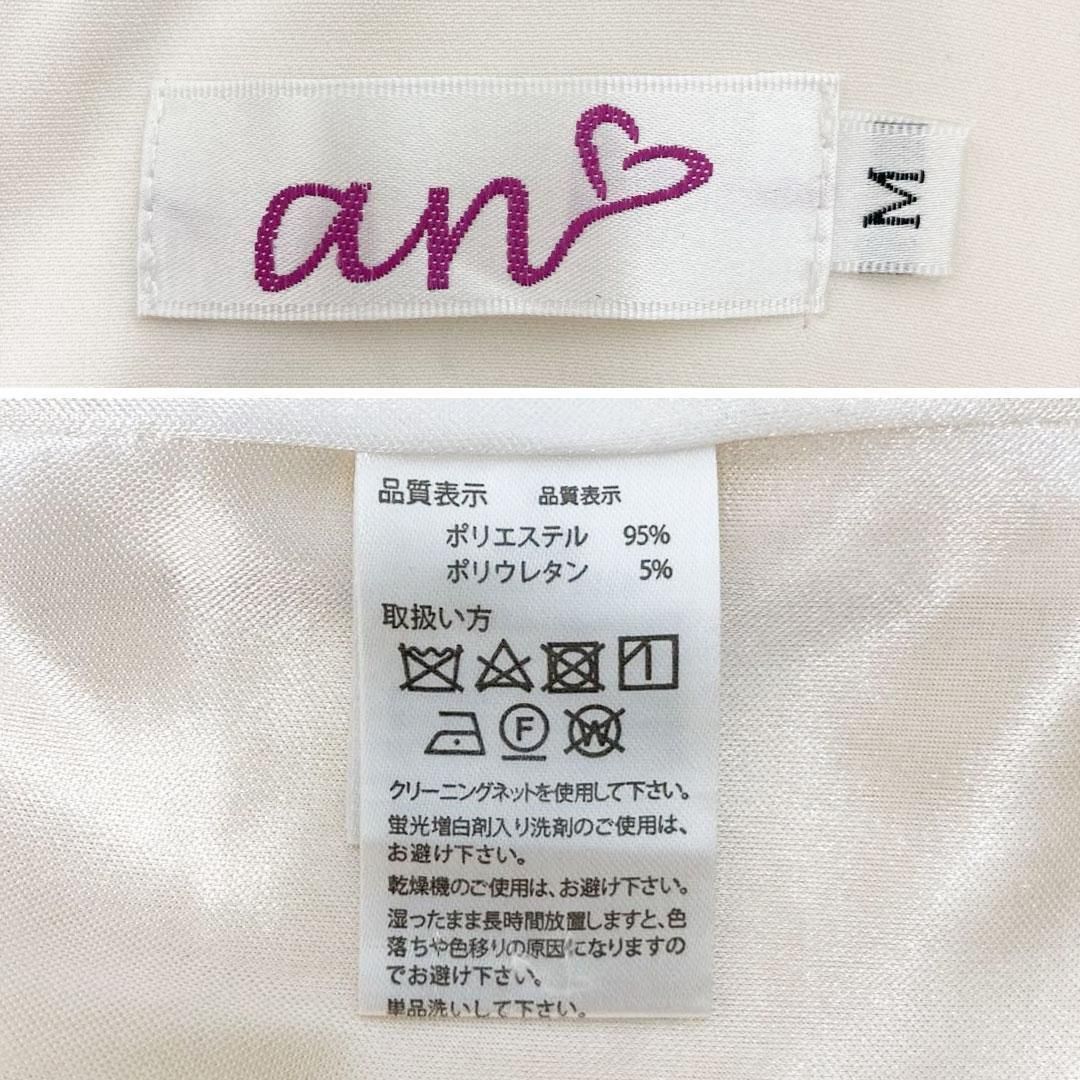 an
M
品質表示 品質表示
ポリエステル 95%
ポリウレタン 5%
取扱い方
F
W
クリーニングネットを使用して下さい。
蛍光増白剤入り洗剤のご使用は、
お避け下さい。
乾燥機のご使用は、お避け下さい。
湿ったまま長時間放置しますと、色
落ちや色移りの原因になりますの
でお避け下さい。
単品洗いして下さい。